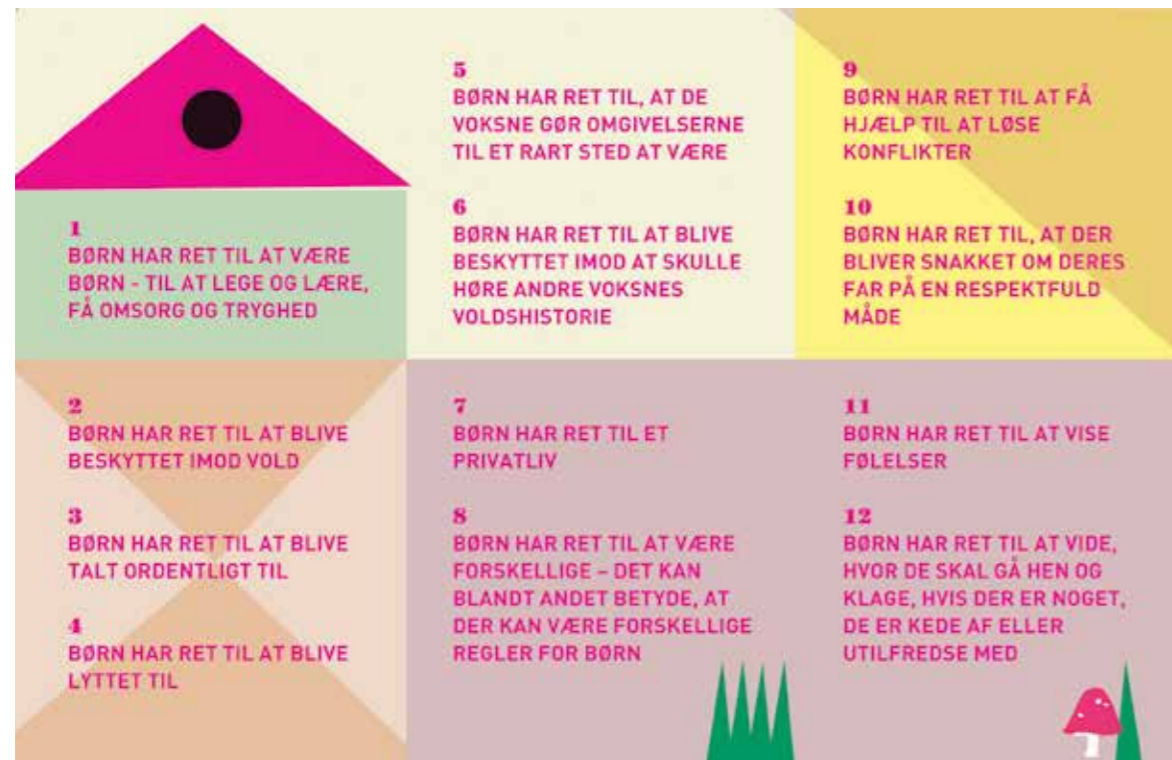 1
BØRN HAR RET TIL AT VÆRE
BØRN - TIL AT LEGE OG LÆRE,
FÅ OMSORG OG TRYGHED
2
BØRN HAR RET TIL AT BLIVE
BESKYTTET IMOD VOLD
3
BØRN HAR RET TIL AT BLIVE
TALT ORDENTLIGT TIL
4
BØRN HAR RET TIL AT BLIVE
LYTTET TIL
5
BØRN HAR RET TIL, AT DE
VOKSNE GØR OMGIVELSERNE
TIL ET RART STED AT VÆRE
6
BØRN HAR RET TIL AT BLIVE
BESKYTTET IMOD AT SKULLE
HØRE ANDRE VOKSNES
VOLDSHISTORIE
7
BØRN HAR RET TIL ET
PRIVATLIV
8
BØRN HAR RET TIL AT VÆRE
FORSKELLIGE – DET KAN
BLANDT ANDET BETYDE, AT
DER KAN VÆRE FORSKELLIGE
REGLER FOR BØRN
9
BØRN HAR RET TIL AT FÅ
HJÆLP TIL AT LØSE
KONFLIKTER
10
BØRN HAR RET TIL, AT DER
BLIVER SNAKKET OM DERES
FAR PÅ EN RESPEKTFULD
MÅDE
11
BØRN HAR RET TIL AT VISE
FØLELSER
12
BØRN HAR RET TIL AT VIDE,
HVOR DE SKAL GÅ HEN OG
KLAGE, HVIS DER ER NOGET,
DE ER KEDE AF ELLER
UTILFREDSE MED